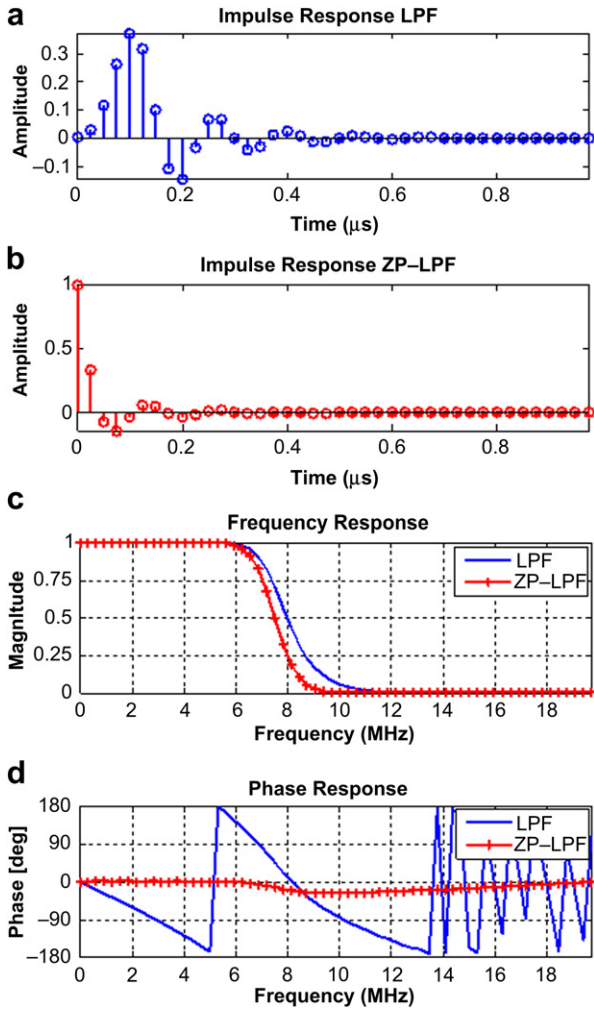 a
Impulse Response LPF
Amplitude
0.3
0.2
0.1
0
−0.1
0 0.2 0.4 0.6 0.8
Time (μs)
b
Impulse Response ZP–LPF
Amplitude
1
0.5
0
0 0.2 0.4 0.6 0.8
Time (μs)
c
Frequency Response
Magnitude
1
0.75
0.5
0.25
0
LPF
ZP–LPF
0 2 4 6 8 10 12 14 16 18
Frequency (MHz)
d
Phase Response
Phase [deg]
180
90
0
−90
−180
LPF
ZP–LPF
0 2 4 6 8 10 12 14 16 18
Frequency (MHz)